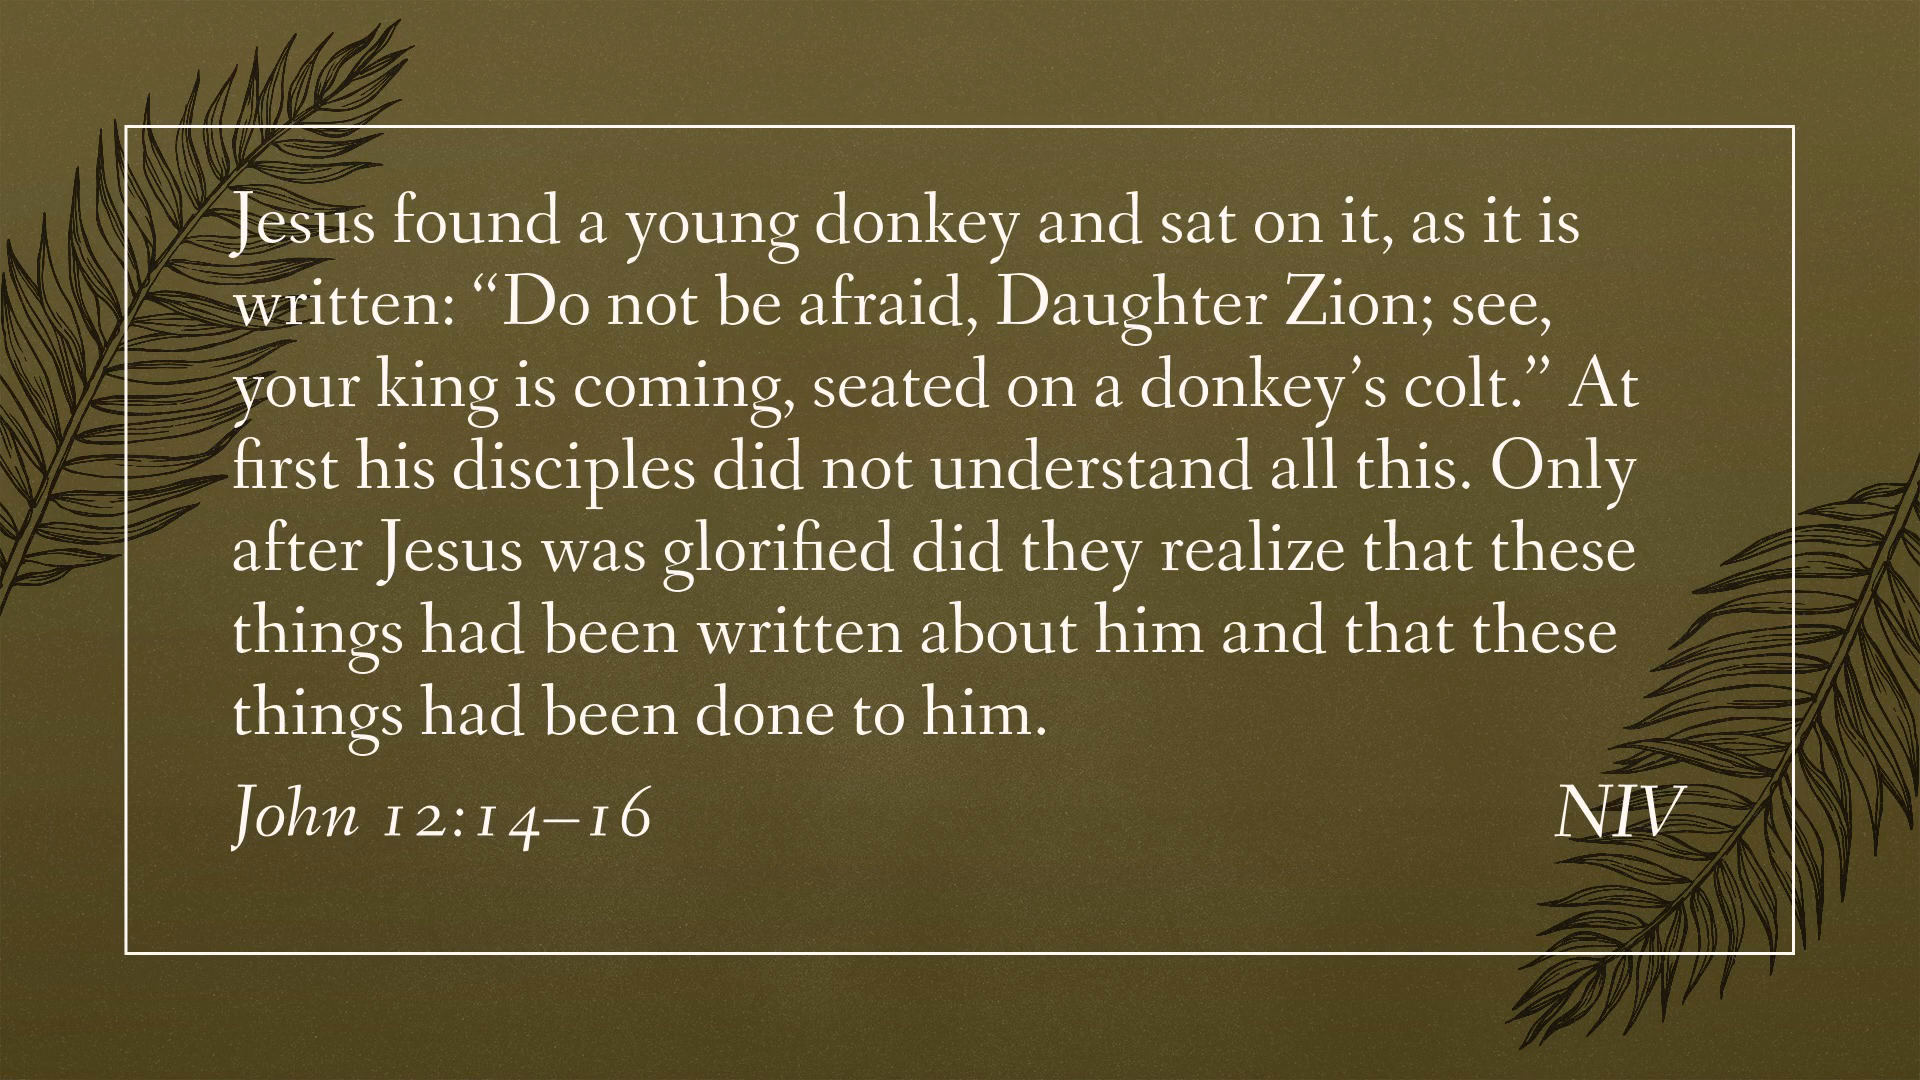 Jesus found a young donkey and sat on it, as it is
written: “Do not be afraid, Daughter Zion; see,
your king is coming, seated on a donkey’s colt.” At
first his disciples did not understand all this. Only
after Jesus was glorified did they realize that these
things had been written about him and that these
things had been done to him.
John 12:14–16 NIV